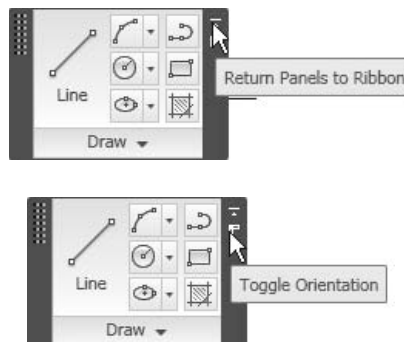 Return Panels to Ribbon
Line
Draw
Toggle Orientation
Line
Draw